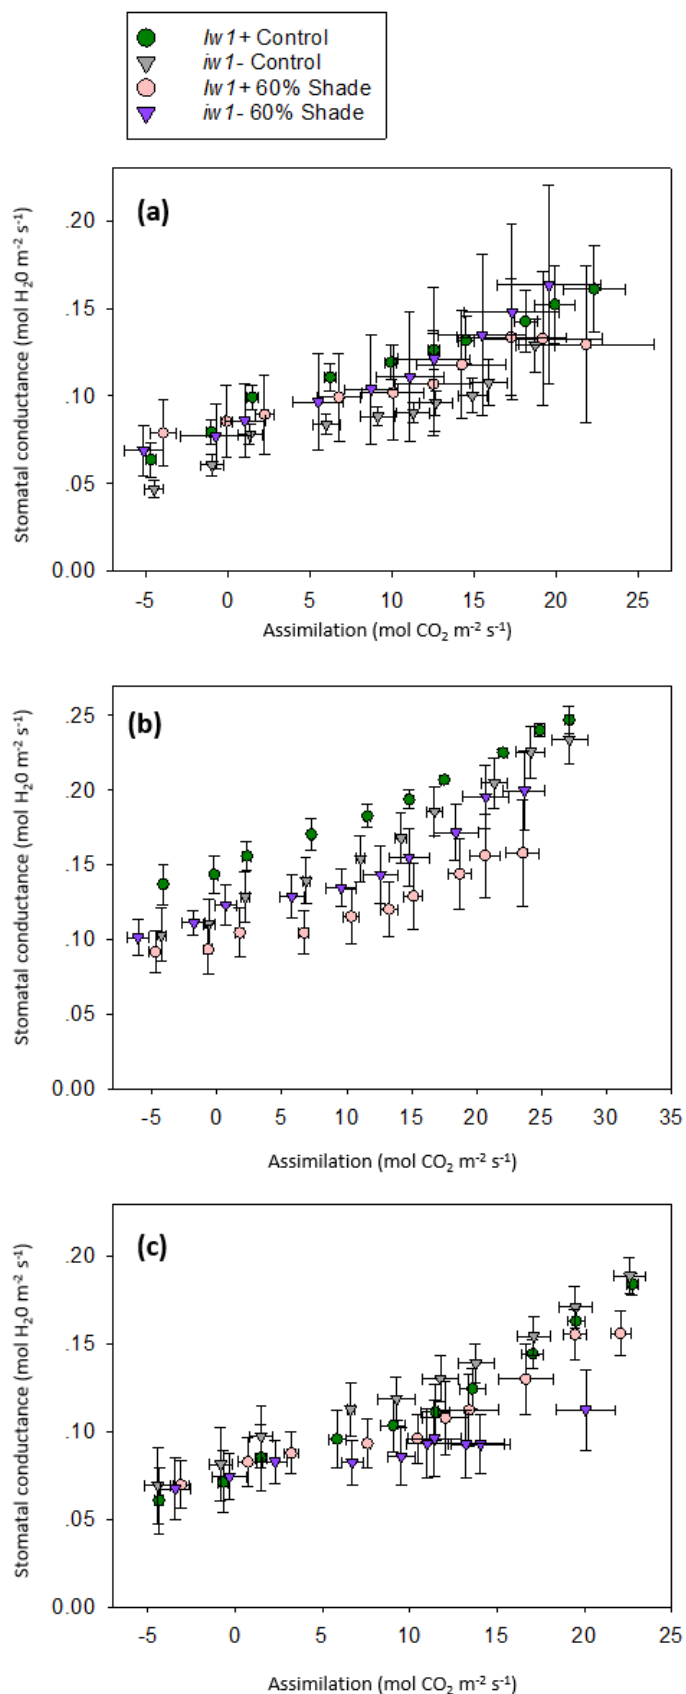 Iw1+ Control
iw1- Control
Iw1+ 60% Shade
iw1- 60% Shade
(a)
Stomatal conductance (mol H₂0 m⁻² s⁻¹)
.20
.15
.10
.05
0.00
-5 0 5 10 15 20 25
Assimilation (mol CO₂ m⁻² s⁻¹)
(b)
Stomatal conductance (mol H₂0 m⁻² s⁻¹)
.25
.20
.15
.10
.05
0.00
-5 0 5 10 15 20 25 30 35
Assimilation (mol CO₂ m⁻² s⁻¹)
(c)
Stomatal conductance (mol H₂0 m⁻² s⁻¹)
.20
.15
.10
.05
0.00
-5 0 5 10 15 20 25
Assimilation (mol CO₂ m⁻² s⁻¹)